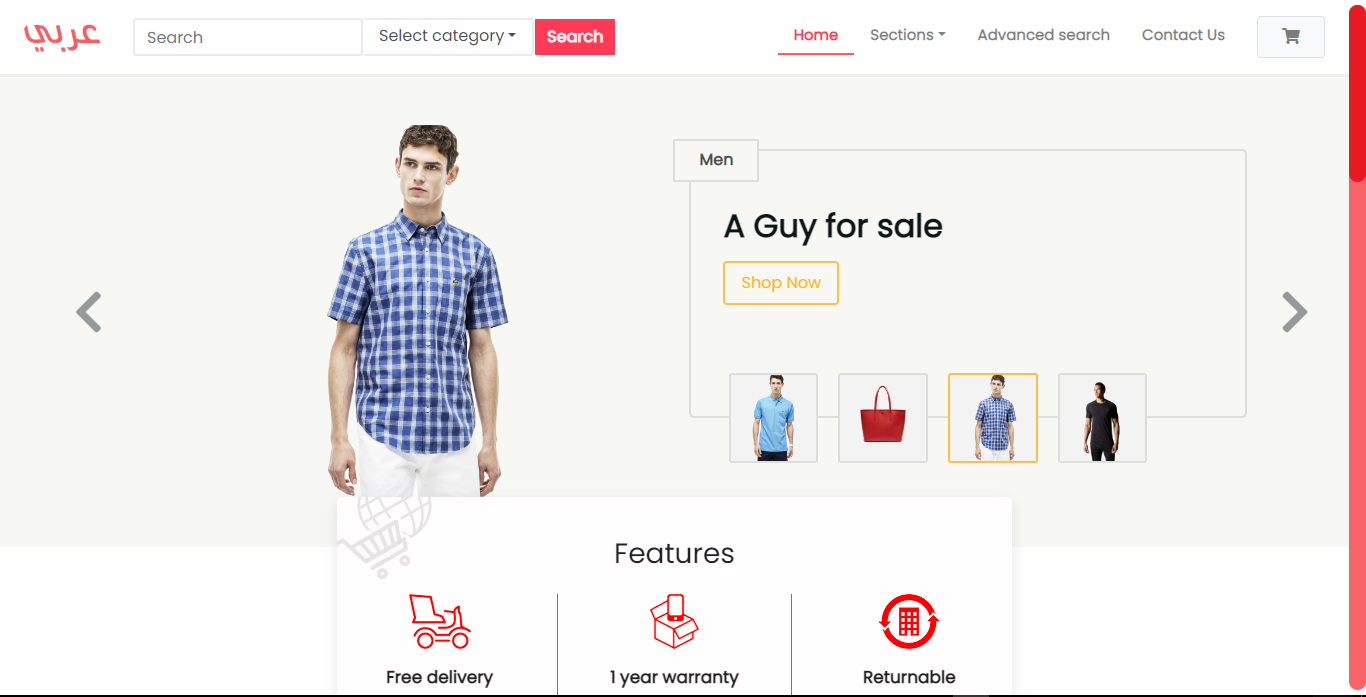 عربي
Search
Select category
Search
Home
Sections
Advanced search
Contact Us
Men
A Guy for sale
Shop Now
Features
Free delivery
1 year warranty
Returnable